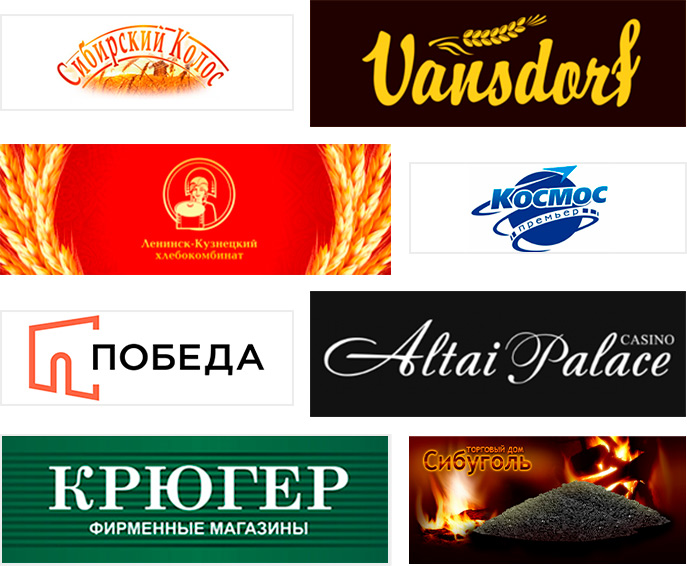 Сибирский Колос
Vansdorf
Ленинск-Кузнецкий
хлебокомбинат
КОСМОС
премьер
ПОБЕДА
CASINO
Altai Palace
КРЮГЕР
ФИРМЕННЫЕ МАГАЗИНЫ
ТОРГОВЫЙ ДОМ
Сибуголь